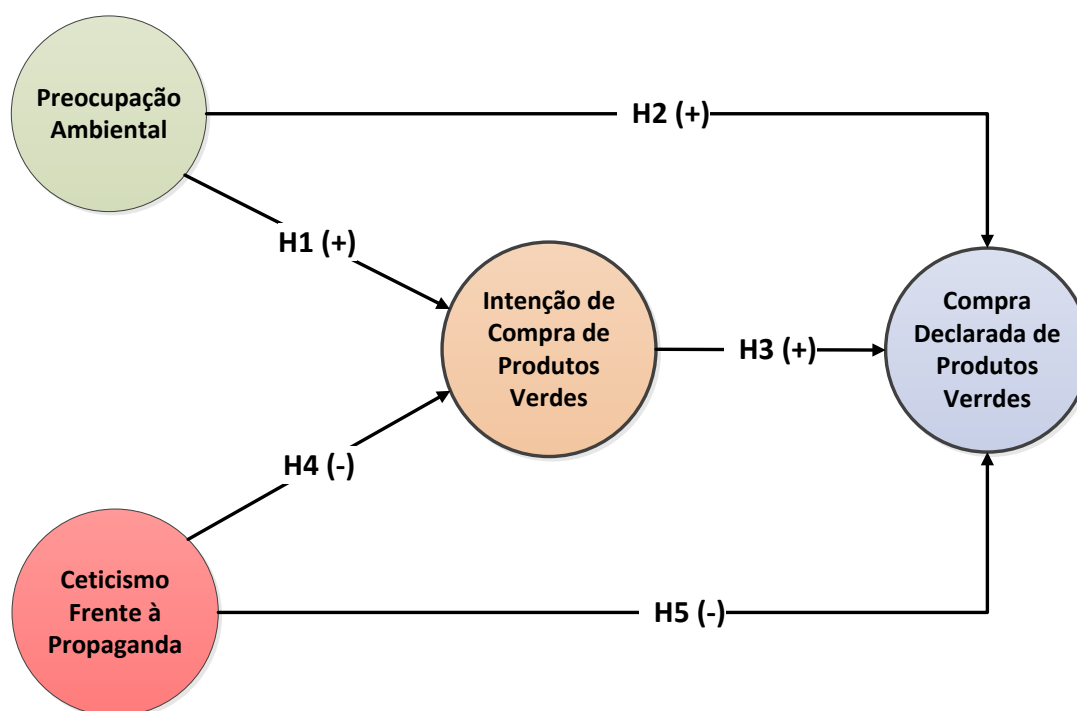 Preocupação
Ambiental
H2 (+)
H1 (+)
Intenção de
Compra de
Produtos
Verdes
H3 (+)
Compra
Declarada de
Produtos
Verrdes
H4 (-)
Ceticismo
Frente à
Propaganda
H5 (-)